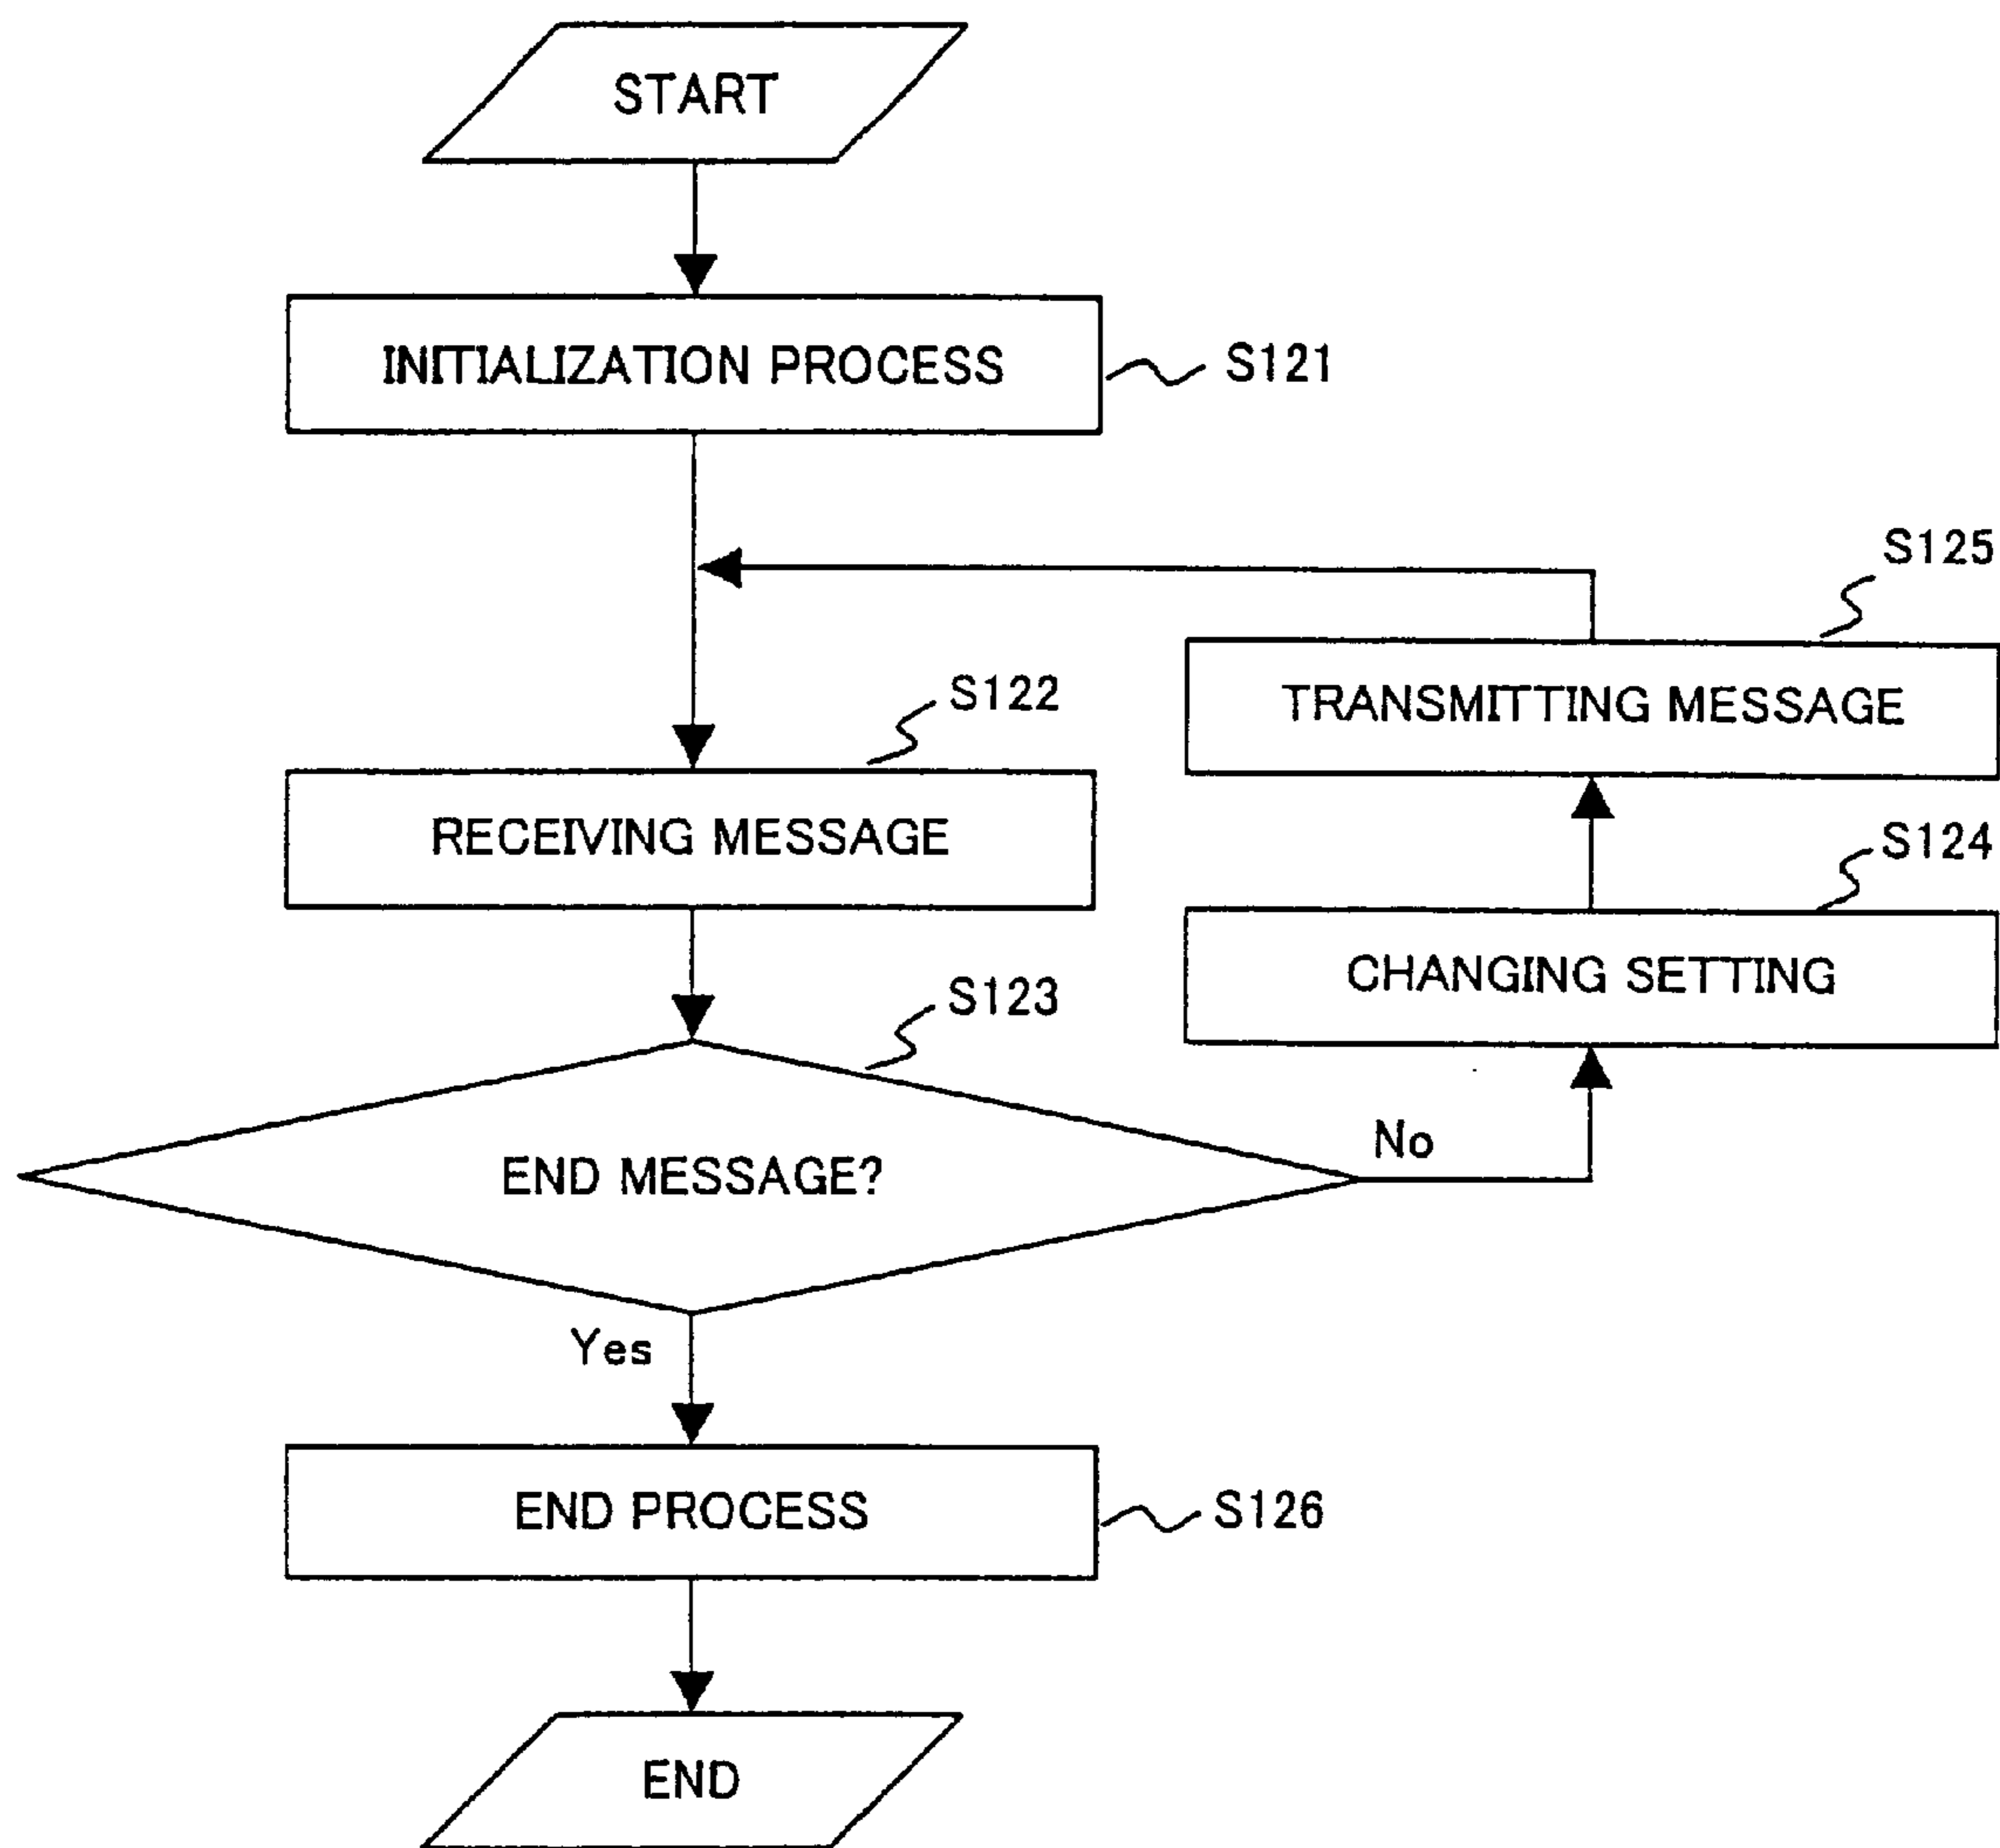 START
INITIALIZATION PROCESS
S121
S125
TRANSMITTING MESSAGE
S122
RECEIVING MESSAGE
S124
CHANGING SETTING
S123
END MESSAGE?
No
Yes
END PROCESS
S126
END